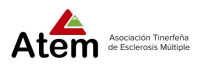 Atem
Asociación Tinerfeña
de Esclerosis Múltiple